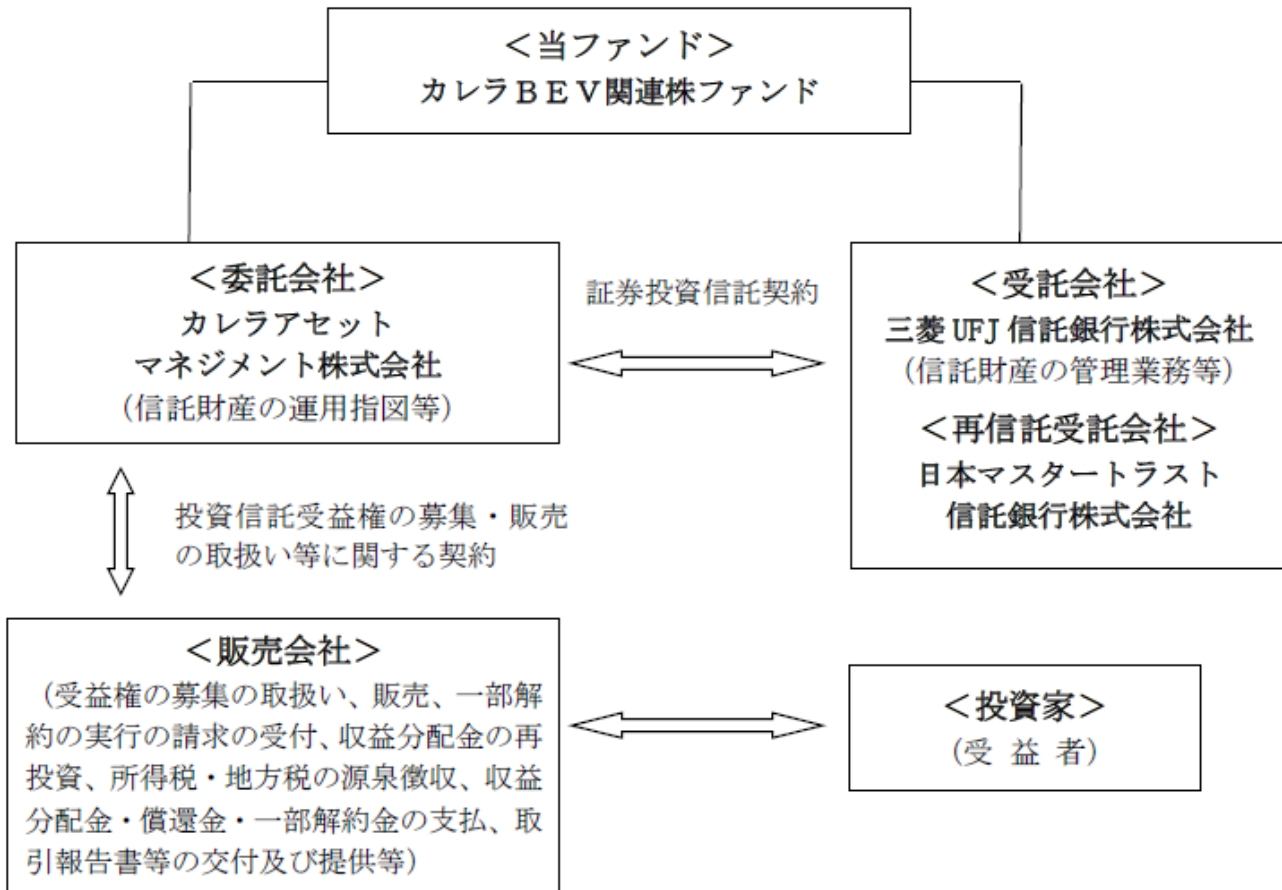 ＜当ファンド＞
カレラＢＥＶ関連株ファンド
＜委託会社＞
カレラアセット
マネジメント株式会社
（信託財産の運用指図等）
証券投資信託契約
＜受託会社＞
三菱 UFJ 信託銀行株式会社
（信託財産の管理業務等）
＜再信託受託会社＞
日本マスタートラスト
信託銀行株式会社
投資信託受益権の募集・販売
の取扱い等に関する契約
＜販売会社＞
（受益権の募集の取扱い、販売、一部解
約の実行の請求の受付、収益分配金の再
投資、所得税・地方税の源泉徴収、収益
分配金・償還金・一部解約金の支払、取
引報告書等の交付及び提供等）
＜投資家＞
（受 益 者）